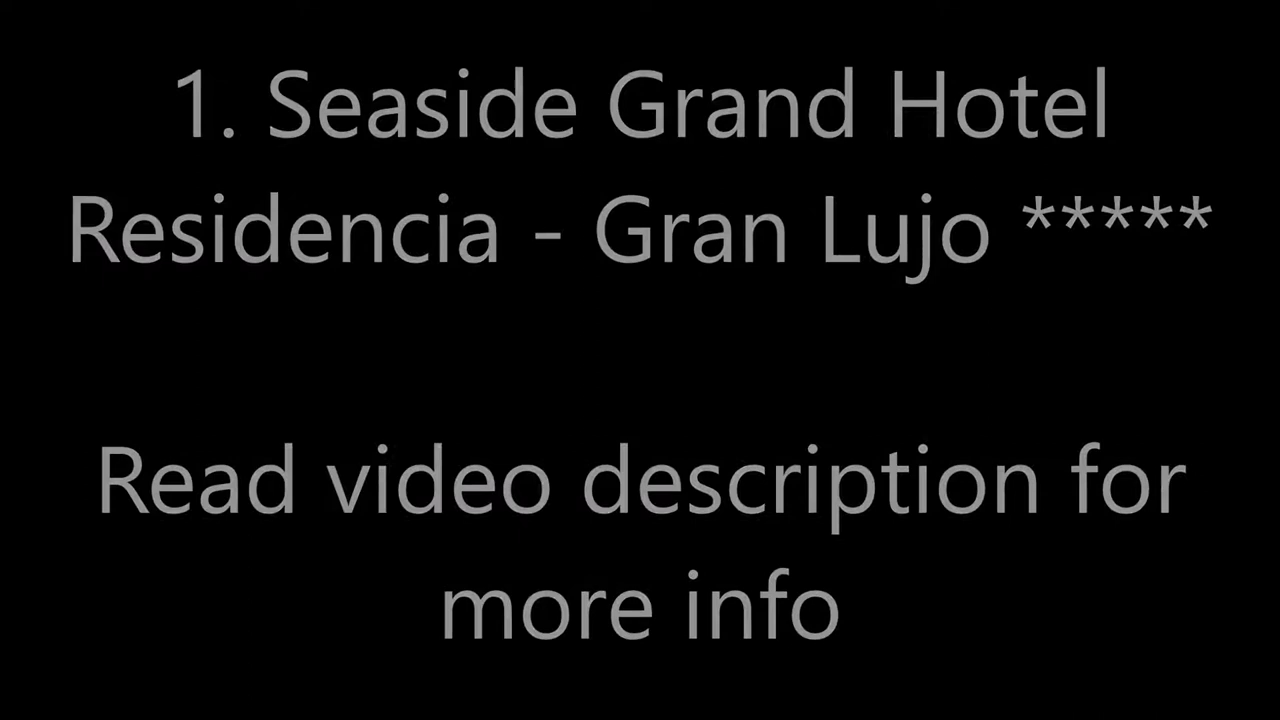 1. Seaside Grand Hotel
Residencia - Gran Lujo *****
Read video description for
more info